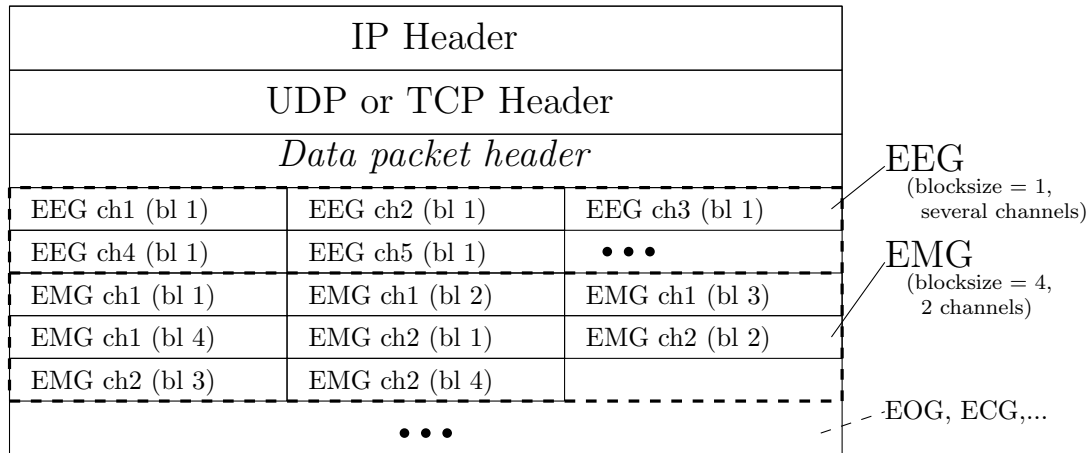 IP Header
UDP or TCP Header
Data packet header
EEG ch1 (bl 1) EEG ch2 (bl 1) EEG ch3 (bl 1)
EEG ch4 (bl 1) EEG ch5 (bl 1) •••
EMG ch1 (bl 1) EMG ch1 (bl 2) EMG ch1 (bl 3)
EMG ch1 (bl 4) EMG ch2 (bl 1) EMG ch2 (bl 2)
EMG ch2 (bl 3) EMG ch2 (bl 4)
•••
EEG
(blocksize = 1,
several channels)
EMG
(blocksize = 4,
2 channels)
EOG, ECG,...